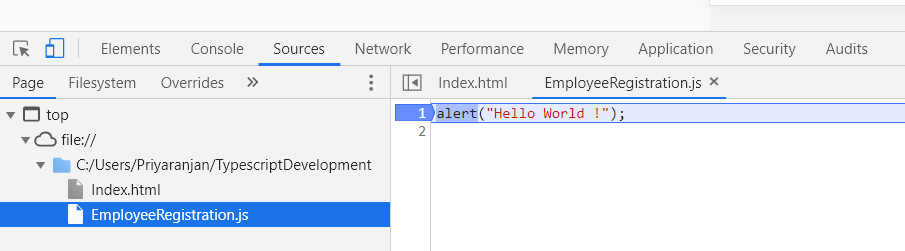 Elements Console Sources Network Performance Memory Application Security Audits
Page Filesystem Overrides » Index.html EmployeeRegistration.js ×
top
file://
C:/Users/Priyaranjan/TypescriptDevelopment
Index.html
EmployeeRegistration.js
1 alert("Hello World !");
2